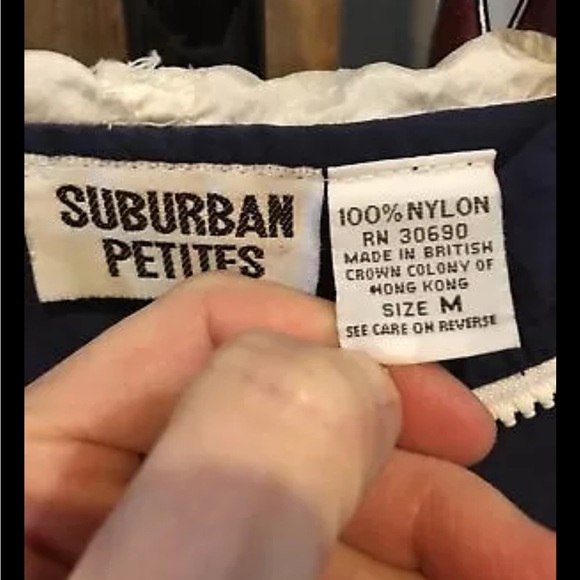 SUBURBAN
PETITES
100% NYLON
RN 30690
MADE IN BRITISH
CROWN COLONY OF
HONG KONG
SIZE M
SEE CARE ON REVERSE